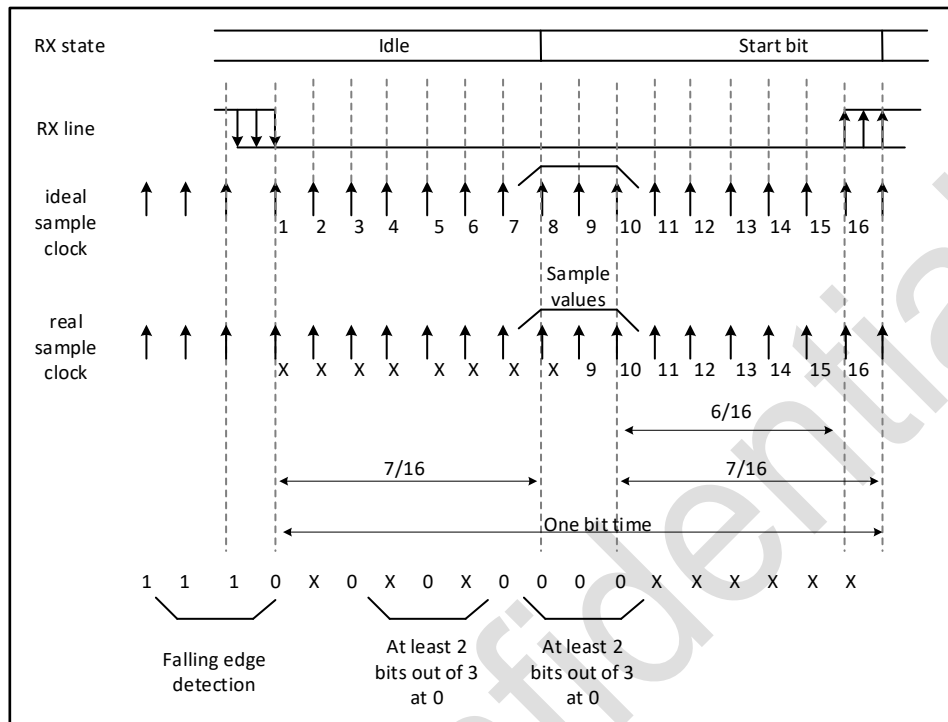 RX state
Idle
Start bit
RX line
ideal
sample
clock
1 2 3 4 5 6 7 8 9 10 11 12 13 14 15 16
Sample
values
real
sample
clock
X X X X X X X X 9 10 11 12 13 14 15 16
6/16
7/16
7/16
One bit time
1 1 1 0 X 0 X 0 X 0 0 0 0 X X X X X X
Falling edge
detection
At least 2
bits out of 3
at 0
At least 2
bits out of 3
at 0
nfidential